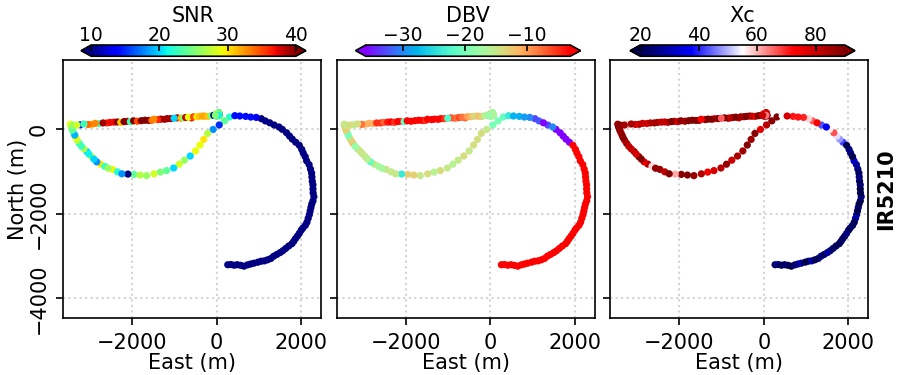 SNR DBV Xc
10 20 30 40 −30 −20 −10 20 40 60 80
North (m)
0
−2000
−4000
IR5210
−2000 0 2000 −2000 0 2000 −2000 0 2000
East (m) East (m) East (m)